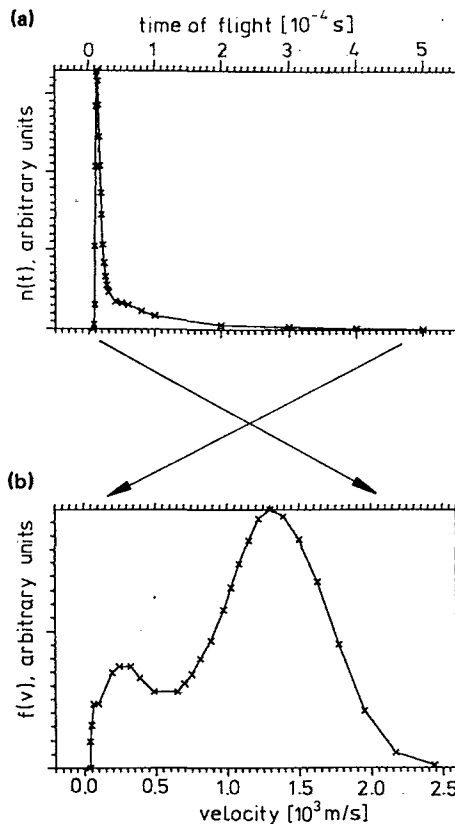 (a)
time of flight [10⁻⁴ s]
0 1 2 3 4 5
n(t), arbitrary units
(b)
f(v), arbitrary units
0.0 0.5 1.0 1.5 2.0 2.5
velocity [10³ m/s]